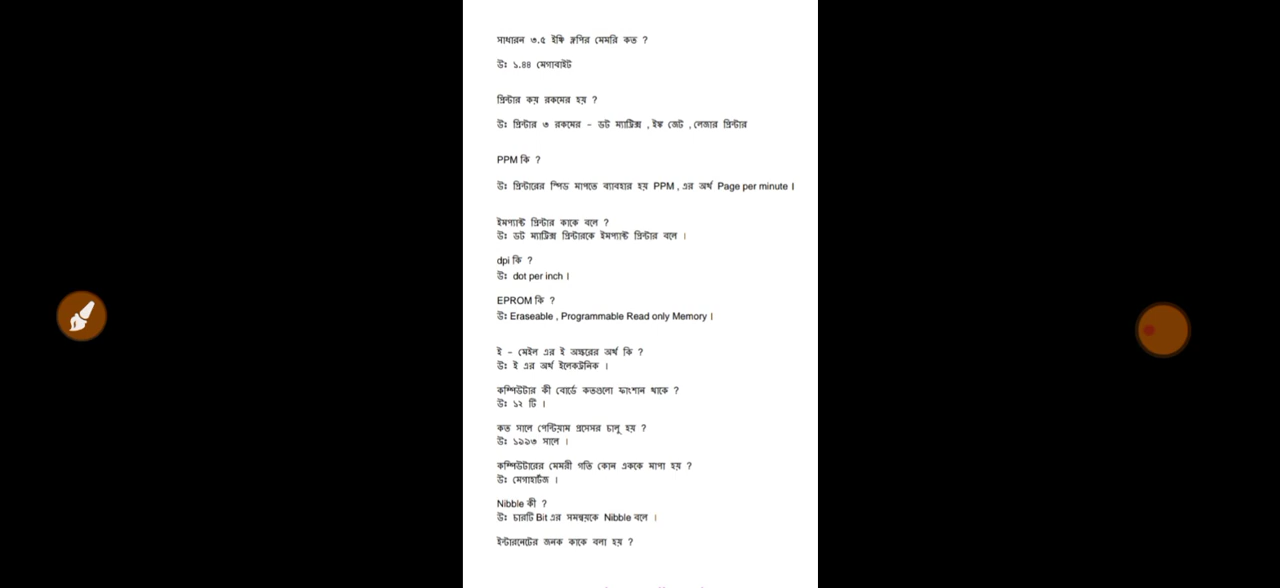 সাধারন ৩.৫ ইঞ্চি ফ্লপির মেমরি কত ?
উঃ ১.৪৪ মেগাবাইট
প্রিন্টার কয় রকমের হয় ?
উঃ প্রিন্টার ৩ রকমের - ডট ম্যাট্রিক্স , ইঙ্ক জেট , লেজার প্রিন্টার
PPM কি ?
উঃ প্রিন্টারের স্পিড মাপতে ব্যাবহার হয় PPM , এর অর্থ Page per minute ।
ইমপ্যাক্ট প্রিন্টার কাকে বলে ?
উঃ ডট ম্যাট্রিক্স প্রিন্টারকে ইমপ্যাক্ট প্রিন্টার বলে ।
dpi কি ?
উঃ dot per inch ।
EPROM কি ?
উঃ Eraseable , Programmable Read only Memory ।
ই - মেইল এর ই অক্ষরের অর্থ কি ?
উঃ ই এর অর্থ ইলেকট্রনিক ।
কম্পিউটার কী বোর্ডে কতগুলো ফাংশান থাকে ?
উঃ ১২ টি ।
কত সালে পেন্টিয়াম প্রসেসর চালু হয় ?
উঃ ১৯৯৩ সালে ।
কম্পিউটারের মেমরী গতি কোন এককে মাপা হয় ?
উঃ মেগাহার্টজ ।
Nibble কী ?
উঃ চারটি Bit এর সমন্বয়কে Nibble বলে ।
ইন্টারনেটের জনক কাকে বলা হয় ?